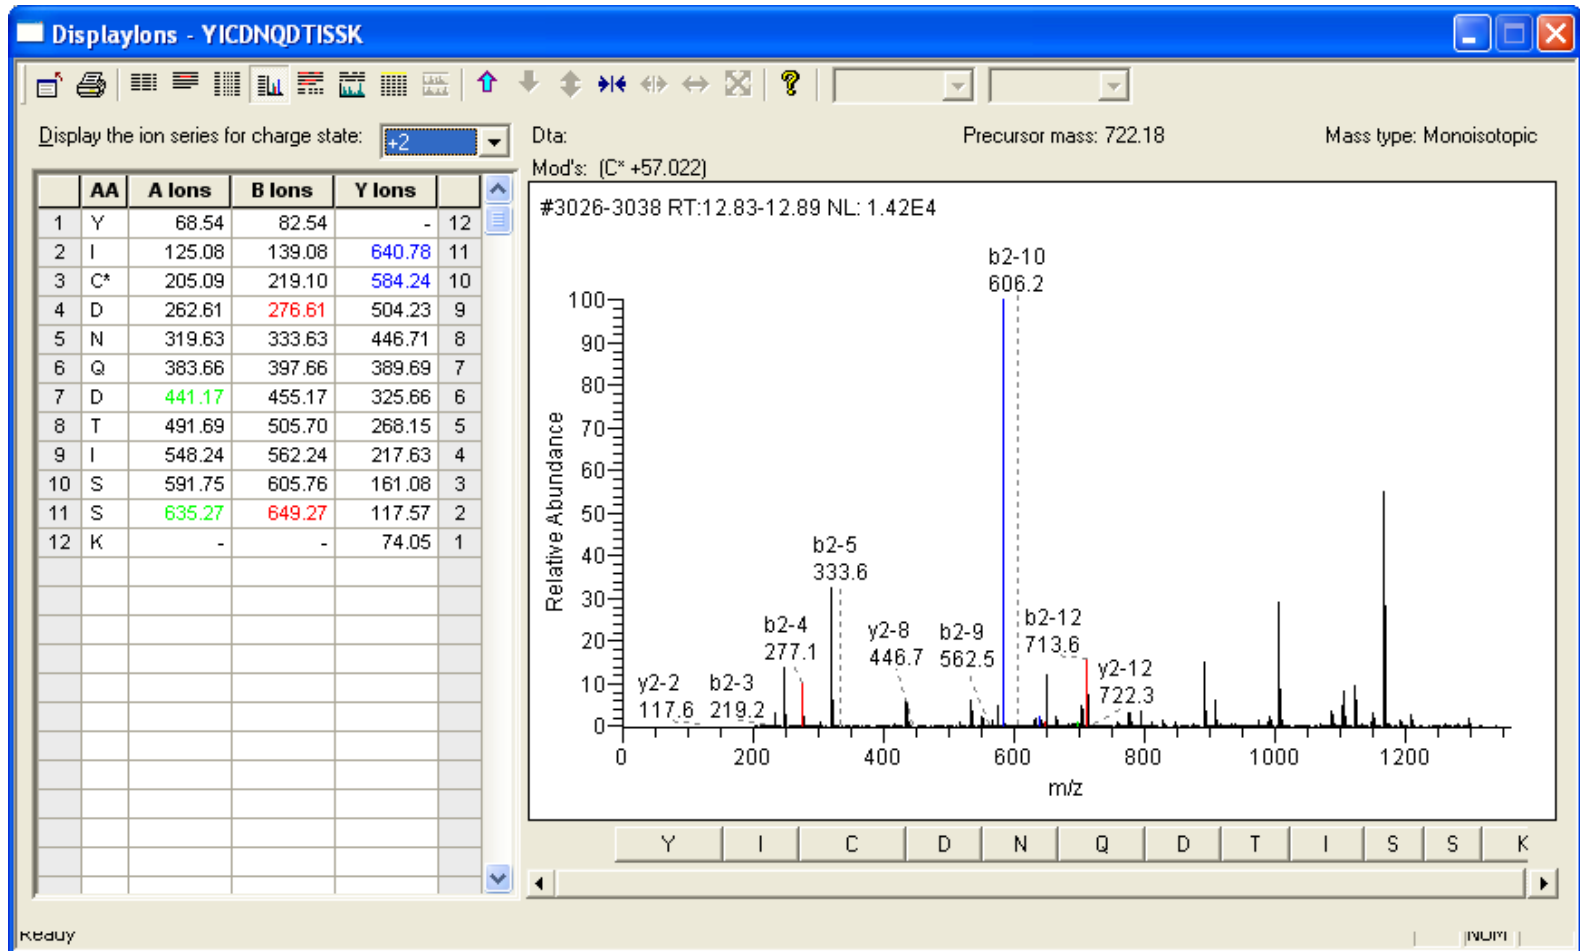 DisplayIons - YICDNQDTISSK
Display the ion series for charge state: +2
Dta: Precursor mass: 722.18 Mass type: Monoisotopic
Mod's: (C* +57.022)
AA A Ions B Ions Y Ions
1 Y 68.54 82.54 - 12
2 I 125.08 139.08 640.78 11
3 C* 205.09 219.10 584.24 10
4 D 262.61 276.61 504.23 9
5 N 319.63 333.63 446.71 8
6 Q 383.66 397.66 389.69 7
7 D 441.17 455.17 325.66 6
8 T 491.69 505.70 268.15 5
9 I 548.24 562.24 217.63 4
10 S 591.75 605.76 161.08 3
11 S 635.27 649.27 117.57 2
12 K - - 74.05 1
#3026-3038 RT:12.83-12.89 NL: 1.42E4
b2-10
606.2
100
90
80
70
60
50
40
30
20
10
0
Relative Abundance
b2-5
333.6
b2-4
277.1
y2-8
446.7
b2-9
562.5
b2-12
713.6
y2-2
117.6
b2-3
219.2
y2-12
722.3
0 200 400 600 800 1000 1200
m/z
Y I C D N Q D T I S S K
Ready NUM